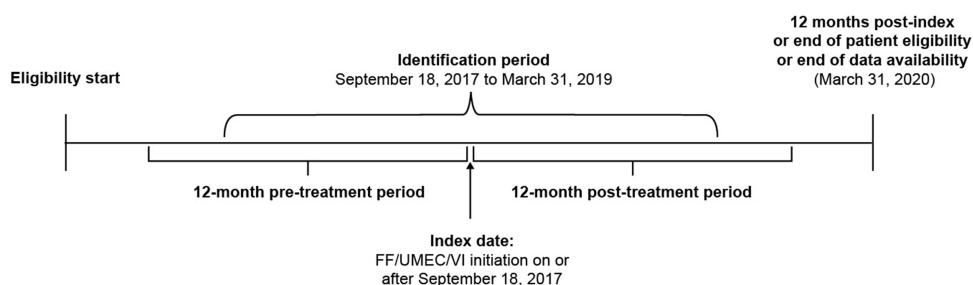 12 months post-index
or end of patient eligibility
or end of data availability
(March 31, 2020)
Identification period
September 18, 2017 to March 31, 2019
Eligibility start
12-month pre-treatment period
12-month post-treatment period
Index date:
FF/UMEC/VI initiation on or
after September 18, 2017